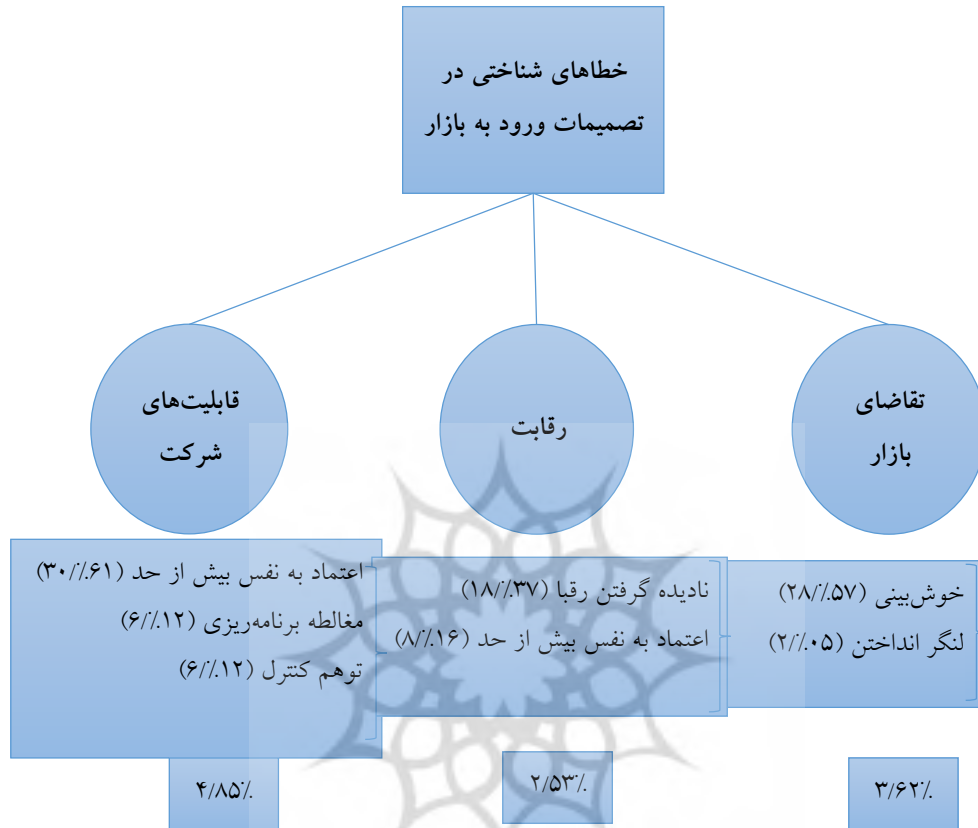 خطاهای شناختی در
تصمیمات ورود به بازار
تقاضای
بازار
رقابت
قابلیت‌های
شرکت
خوش‌بینی (۲۸/٪۵۷)
لنگر انداختن (۲/٪۰۵)
نادیده گرفتن رقبا (۱۸/٪۳۷)
اعتماد به نفس بیش از حد (۸/٪۱۶)
اعتماد به نفس بیش از حد (۳۰/٪۶۱)
مغالطه برنامه‌ریزی (۶/٪۱۲)
توهم کنترل (۶/٪۱۲)
۳/۶۲٪
۲/۵۳٪
۴/۸۵٪